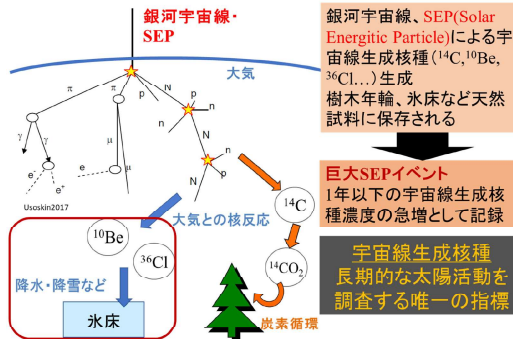 銀河宇宙線・
SEP
大気
π
π
N
p
n
p
n
N
n
γ
γ
μ
μ
e
N
p
e⁻
e⁺
Usoskin2017
大気との核反応
¹⁰Be
³⁶Cl
降水・降雪など
氷床
¹⁴C
¹⁴CO₂
炭素循環
銀河宇宙線、SEP(Solar
Energitic Particle)による宇
宙線生成核種(¹⁴C,¹⁰Be,
³⁶Cl…)生成
樹木年輪、氷床など天然
試料に保存される
巨大SEPイベント
1年以下の宇宙線生成核
種濃度の急増として記録
宇宙線生成核種
長期的な太陽活動を
調査する唯一の指標